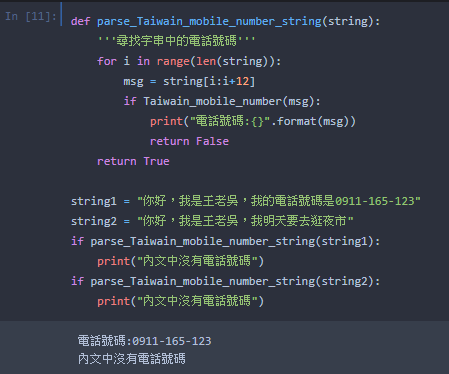 In [11]:
def parse_Taiwain_mobile_number_string(string):
    '''尋找字串中的電話號碼'''
    for i in range(len(string)):
        msg = string[i:i+12]
        if Taiwain_mobile_number(msg):
            print("電話號碼:{}".format(msg))
            return False
    return True
string1 = "你好，我是王老吳，我的電話號碼是0911-165-123"
string2 = "你好，我是王老吳，我明天要去逛夜市"
if parse_Taiwain_mobile_number_string(string1):
    print("內文中沒有電話號碼")
if parse_Taiwain_mobile_number_string(string2):
    print("內文中沒有電話號碼")
電話號碼:0911-165-123
內文中沒有電話號碼